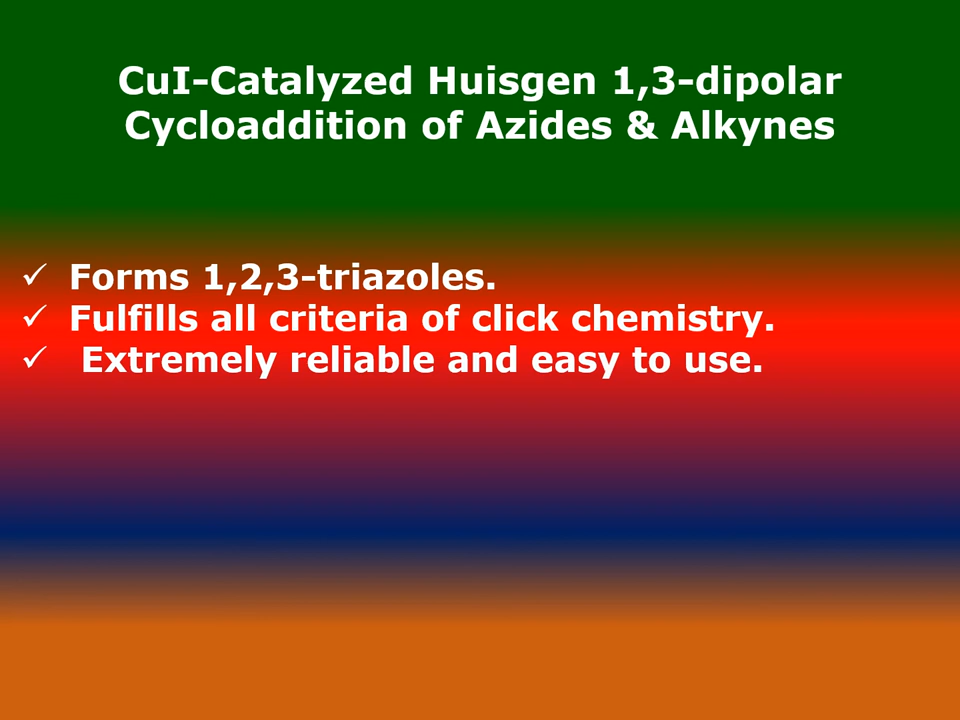 CuI-Catalyzed Huisgen 1,3-dipolar
Cycloaddition of Azides & Alkynes
✓ Forms 1,2,3-triazoles.
✓ Fulfills all criteria of click chemistry.
✓ Extremely reliable and easy to use.